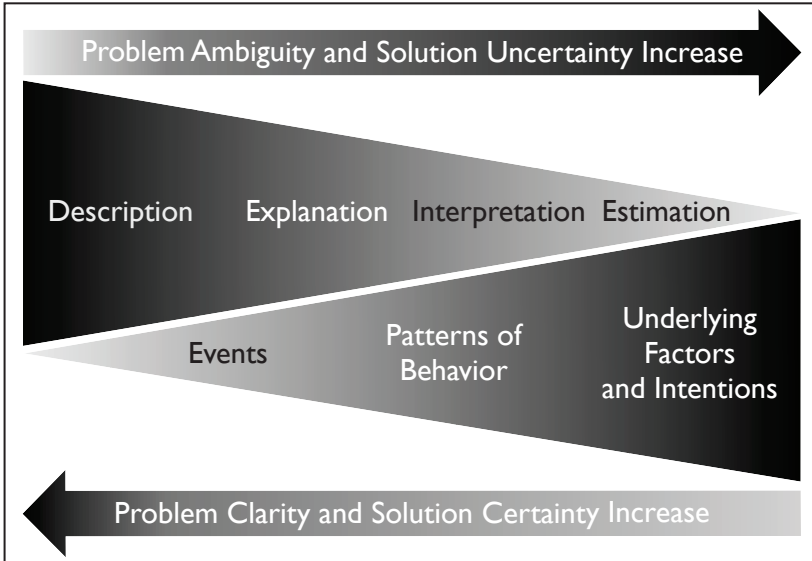 Problem Ambiguity and Solution Uncertainty Increase
Description Explanation Interpretation Estimation
Events
Patterns of
Behavior
Underlying
Factors
and Intentions
Problem Clarity and Solution Certainty Increase